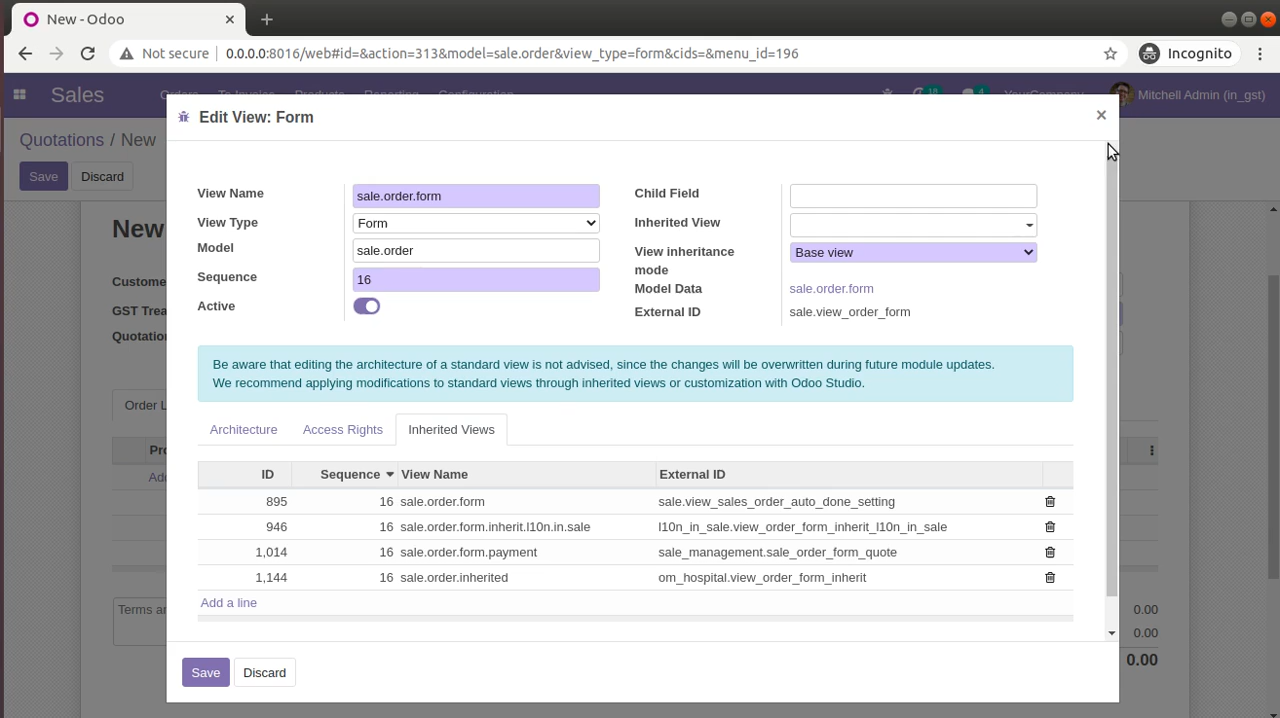 New - Odoo
Not secure 0.0.0.0:8016/web#id=&action=313&model=sale.order&view_type=form&cids=&menu_id=196 Incognito
Sales Orders To Invoice Products Reporting Configuration 18 4 YourCompany Mitchell Admin (in_gst)
Quotations / New
Save Discard
New
Custome
GST Trea
Quotation
Order L
Pro
Ad
Terms an
0.00
0.00
0.00
Edit View: Form
View Name sale.order.form
View Type Form
Model sale.order
Sequence 16
Active
Child Field
Inherited View
View inheritance mode Base view
Model Data sale.order.form
External ID sale.view_order_form
Be aware that editing the architecture of a standard view is not advised, since the changes will be overwritten during future module updates.
We recommend applying modifications to standard views through inherited views or customization with Odoo Studio.
Architecture Access Rights Inherited Views
ID Sequence View Name External ID
895 16 sale.order.form sale.view_sales_order_auto_done_setting
946 16 sale.order.form.inherit.l10n.in.sale l10n_in_sale.view_order_form_inherit_l10n_in_sale
1,014 16 sale.order.form.payment sale_management.sale_order_form_quote
1,144 16 sale.order.inherited om_hospital.view_order_form_inherit
Add a line
Save Discard